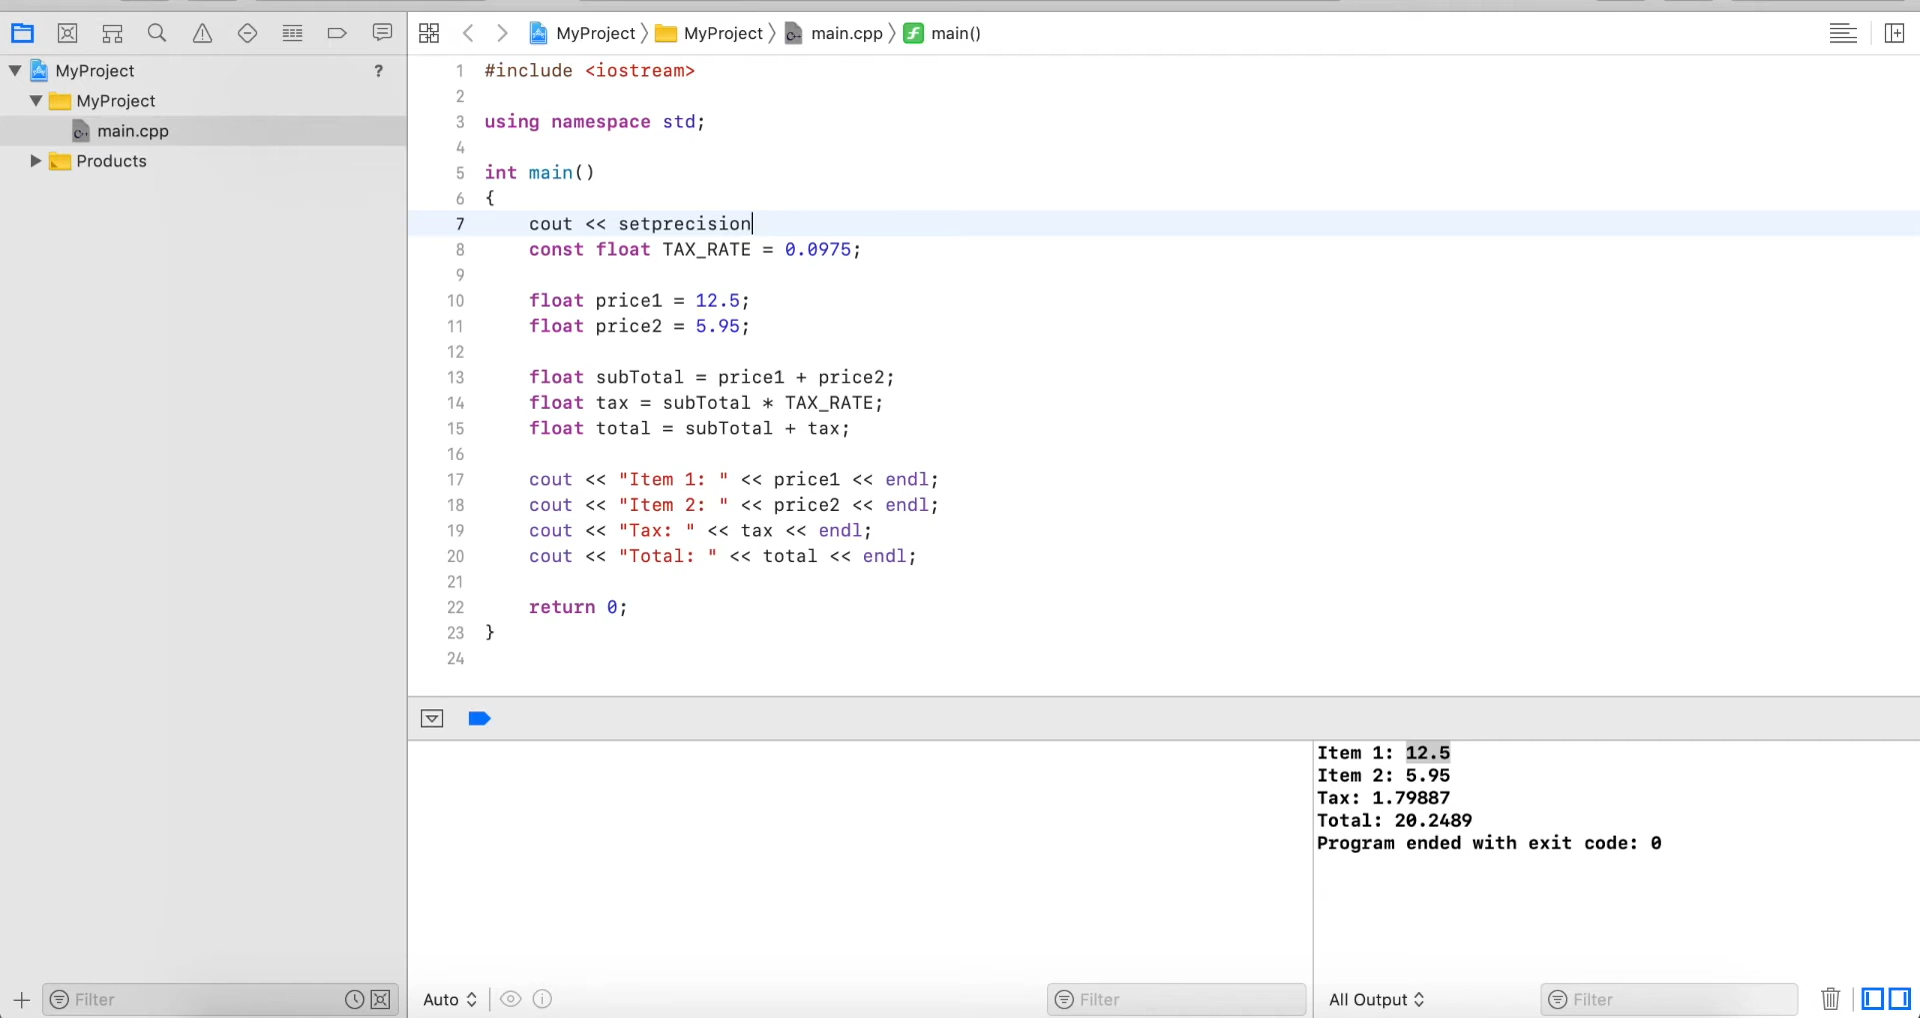 MyProject 〉 MyProject 〉 main.cpp 〉 main()
MyProject ?
MyProject
main.cpp
Products
1 #include <iostream>
2
3 using namespace std;
4
5 int main()
6 {
7 cout << setprecision
8 const float TAX_RATE = 0.0975;
9
10 float price1 = 12.5;
11 float price2 = 5.95;
12
13 float subTotal = price1 + price2;
14 float tax = subTotal * TAX_RATE;
15 float total = subTotal + tax;
16
17 cout << "Item 1: " << price1 << endl;
18 cout << "Item 2: " << price2 << endl;
19 cout << "Tax: " << tax << endl;
20 cout << "Total: " << total << endl;
21
22 return 0;
23 }
24
Item 1: 12.5
Item 2: 5.95
Tax: 1.79887
Total: 20.2489
Program ended with exit code: 0
Filter
Auto
Filter
All Output
Filter